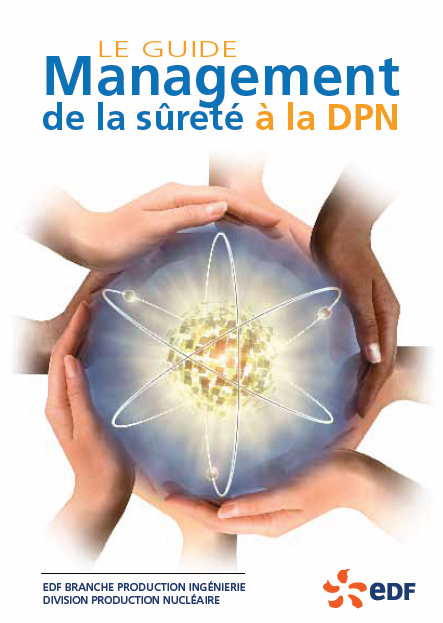 LE GUIDE
Management
de la sûreté à la DPN
EDF BRANCHE PRODUCTION INGÉNIERIE
DIVISION PRODUCTION NUCLÉAIRE
eDF